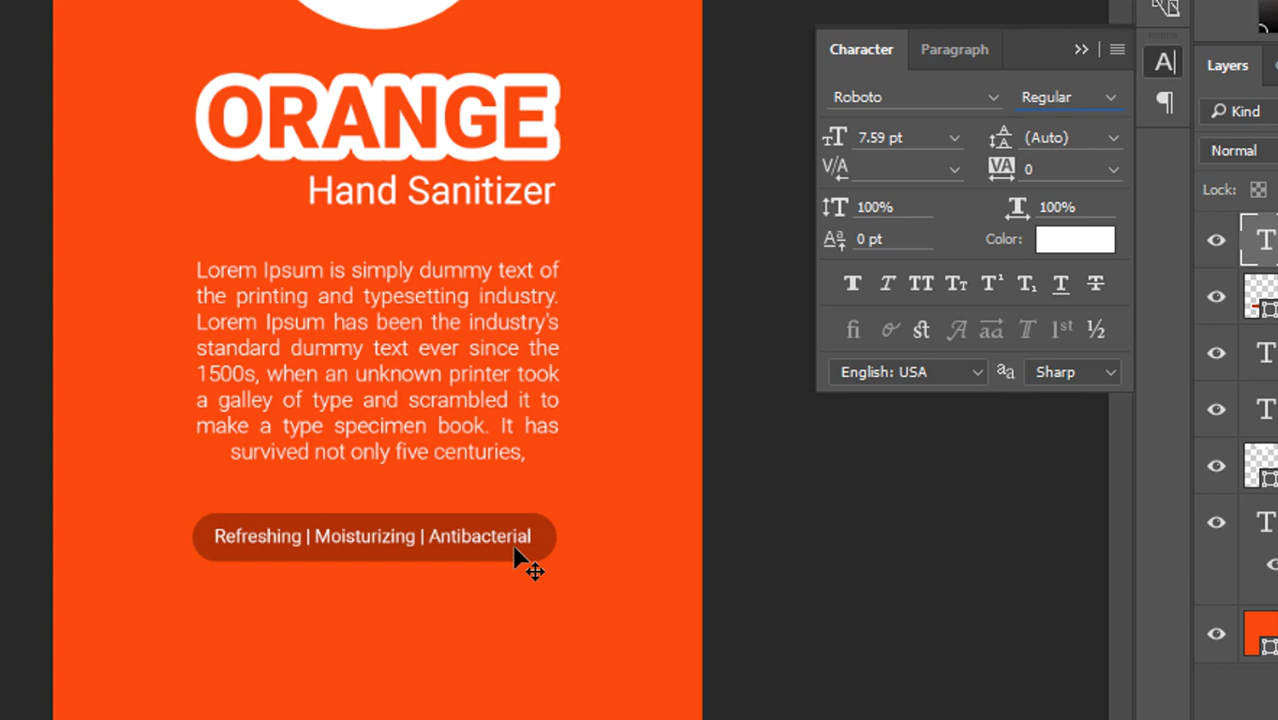 ORANGE
Hand Sanitizer
Lorem Ipsum is simply dummy text of
the printing and typesetting industry.
Lorem Ipsum has been the industry's
standard dummy text ever since the
1500s, when an unknown printer took
a galley of type and scrambled it to
make a type specimen book. It has
survived not only five centuries,
Refreshing | Moisturizing | Antibacterial
Character Paragraph
Roboto Regular
7.59 pt (Auto)
0
100% 100%
0 pt Color:
English: USA Sharp
Layers
Kind
Normal
Lock: